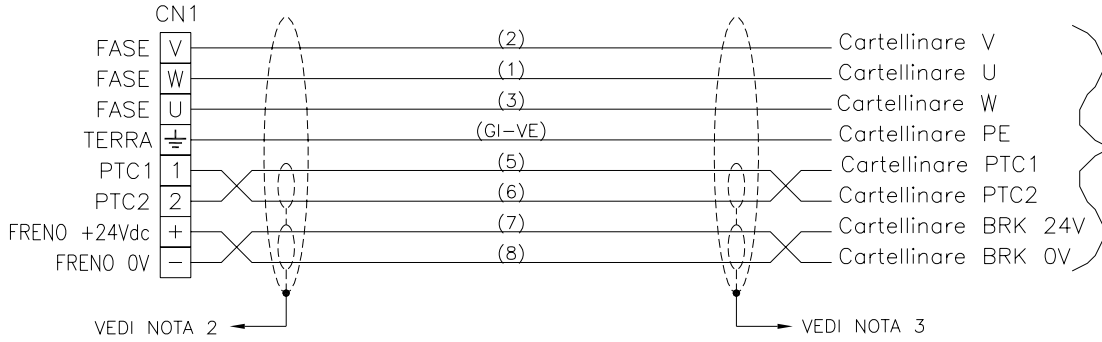 CN1
FASE V (2) Cartellinare V
FASE W (1) Cartellinare U
FASE U (3) Cartellinare W
TERRA (GI-VE) Cartellinare PE
PTC1 1 (5) Cartellinare PTC1
PTC2 2 (6) Cartellinare PTC2
FRENO +24Vdc + (7) Cartellinare BRK 24V
FRENO 0V - (8) Cartellinare BRK 0V
VEDI NOTA 2 VEDI NOTA 3